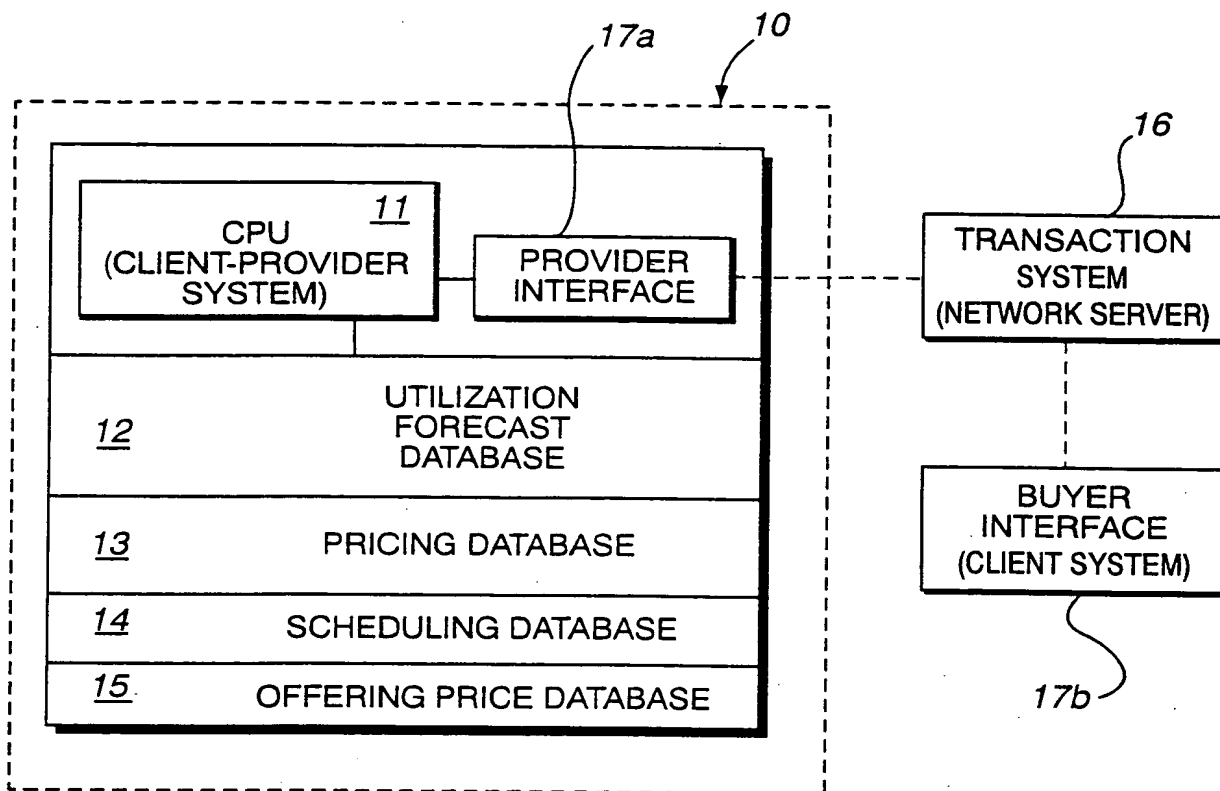 10
17a
16
11
CPU
(CLIENT-PROVIDER
SYSTEM)
PROVIDER
INTERFACE
TRANSACTION
SYSTEM
(NETWORK SERVER)
12
UTILIZATION
FORECAST
DATABASE
13
PRICING DATABASE
14
SCHEDULING DATABASE
15
OFFERING PRICE DATABASE
BUYER
INTERFACE
(CLIENT SYSTEM)
17b